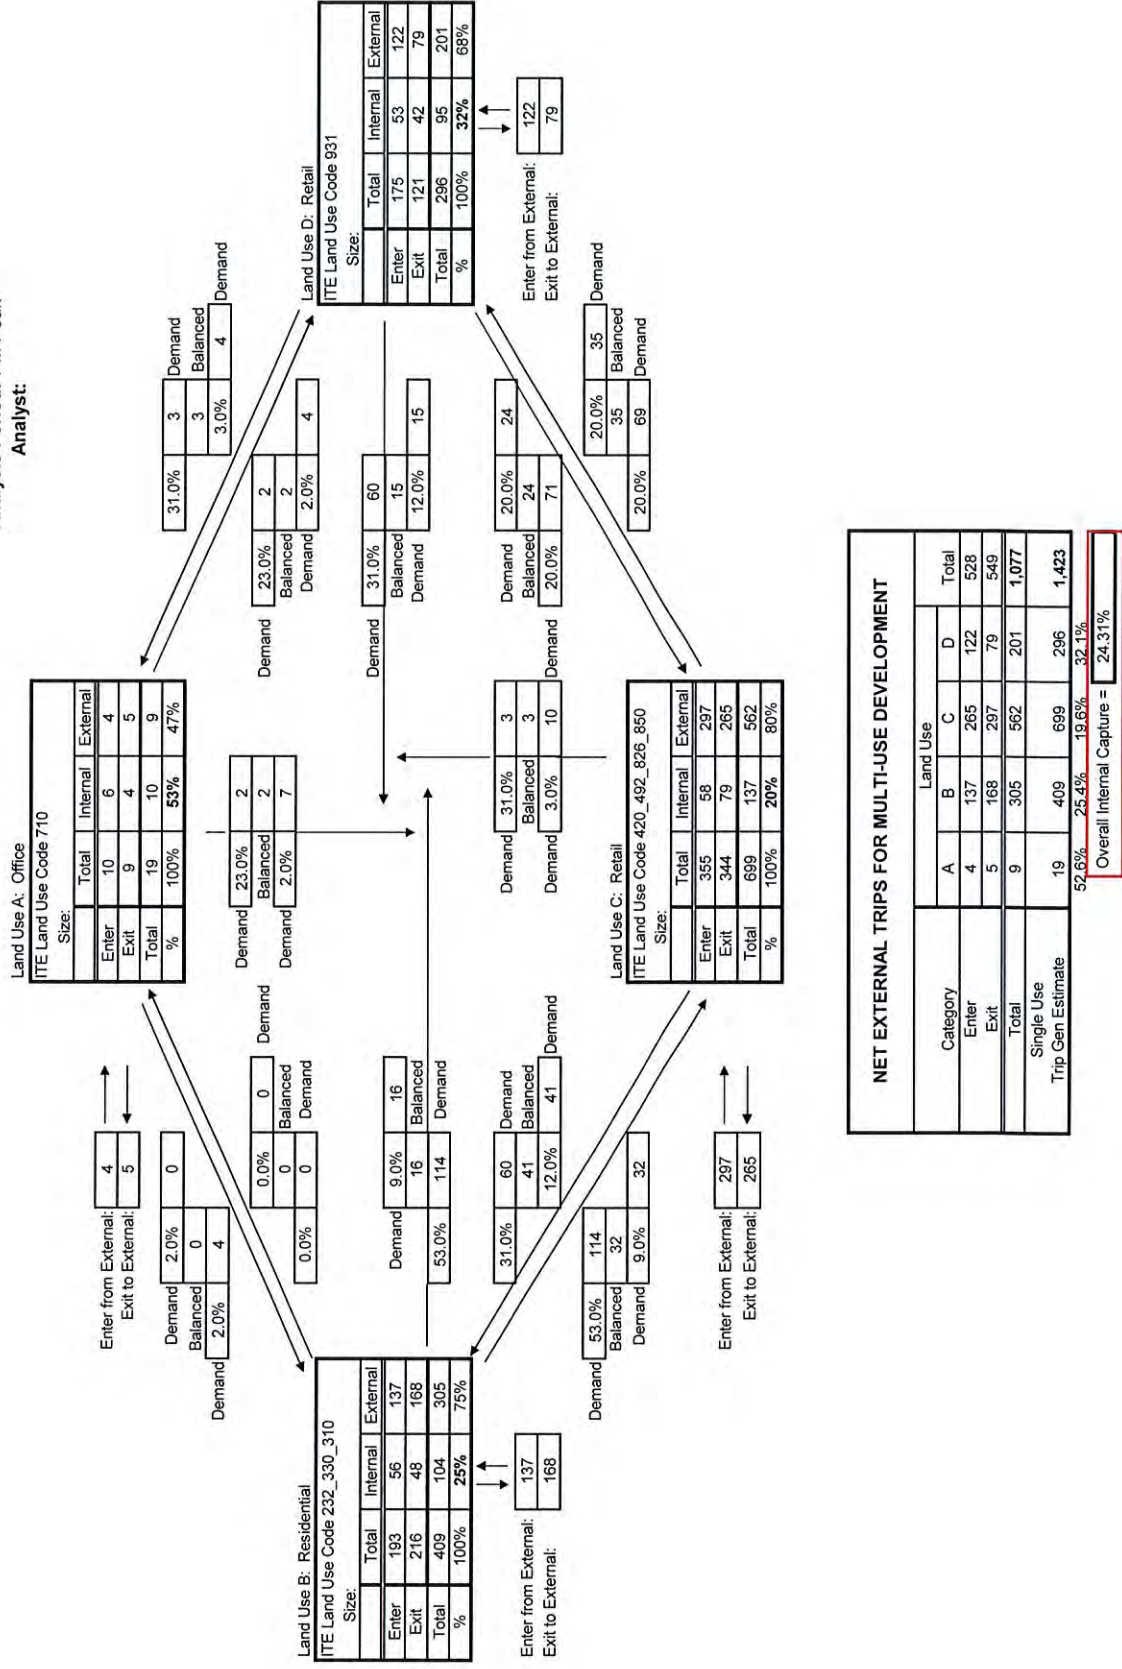 Analyst:
Land Use A: Office
ITE Land Use Code 710
Size:
Total Internal External
Enter 10 6 4
Exit 9 4 5
Total 19 10 9
% 100% 53% 47%
Enter from External: 4
Exit to External: 5
Demand 2.0% 0
Balanced 0
Demand 2.0% 4
0.0% 0 Demand
0 Balanced
0.0% 0 Demand
31.0% 3 Demand
3 Balanced
3.0% 4 Demand
Demand 23.0% 2
Balanced 2
Demand 2.0% 4
Demand 23.0% 2
Balanced 2
Demand 2.0% 7
Land Use B: Residential
ITE Land Use Code 232_330_310
Size:
Total Internal External
Enter 193 56 137
Exit 216 48 168
Total 409 104 305
% 100% 25% 75%
Enter from External: 137
Exit to External: 168
Land Use D: Retail
ITE Land Use Code 931
Size:
Total Internal External
Enter 175 53 122
Exit 121 42 79
Total 296 95 201
% 100% 32% 68%
Enter from External: 122
Exit to External: 79
Demand 9.0% 16
16 Balanced
53.0% 114 Demand
Demand 31.0% 60
Balanced 15
Demand 12.0% 15
31.0% 60 Demand
41 Balanced
12.0% 41 Demand
Demand 53.0% 114
Balanced 32
Demand 9.0% 32
Demand 31.0% 3
Balanced 3
Demand 3.0% 10
Demand 20.0% 24
Balanced 24
Demand 20.0% 71
20.0% 35 Demand
35 Balanced
20.0% 69 Demand
Land Use C: Retail
ITE Land Use Code 420_492_826_850
Size:
Total Internal External
Enter 355 58 297
Exit 344 79 265
Total 699 137 562
% 100% 20% 80%
Enter from External: 297
Exit to External: 265
NET EXTERNAL TRIPS FOR MULTI-USE DEVELOPMENT
Land Use
Category A B C D Total
Enter 4 137 265 122 528
Exit 5 168 297 79 549
Total 9 305 562 201 1,077
Single Use
Trip Gen Estimate 19 409 699 296 1,423
52.6% 25.4% 19.6% 32.1%
Overall Internal Capture = 24.31%